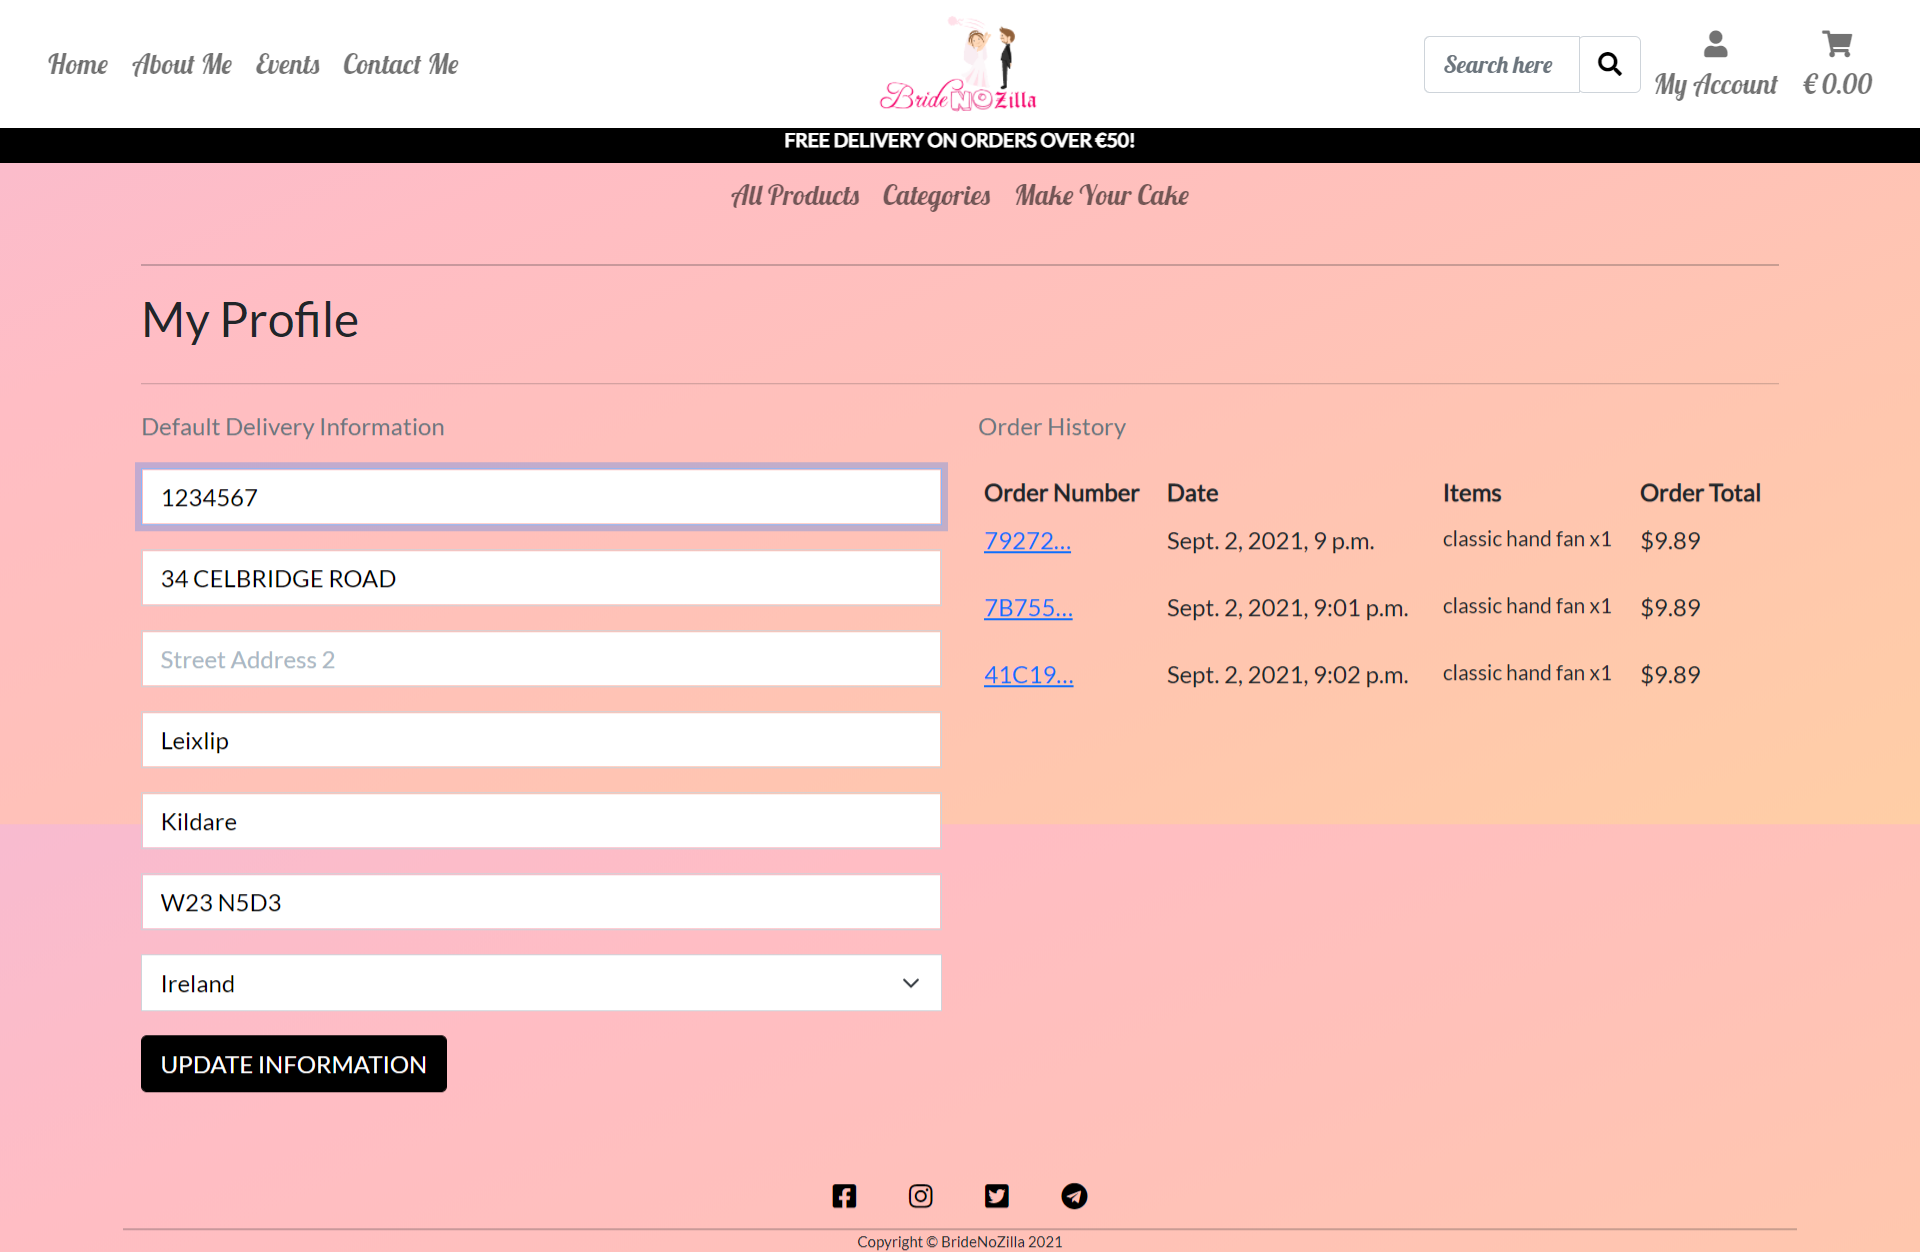 Home About Me Events Contact Me
BrideNOZilla
Search here
My Account € 0.00
FREE DELIVERY ON ORDERS OVER €50!
All Products Categories Make Your Cake
My Profile
Default Delivery Information
1234567
34 CELBRIDGE ROAD
Street Address 2
Leixlip
Kildare
W23 N5D3
Ireland
UPDATE INFORMATION
Order History
Order Number Date Items Order Total
79272... Sept. 2, 2021, 9 p.m. classic hand fan x1 $9.89
7B755... Sept. 2, 2021, 9:01 p.m. classic hand fan x1 $9.89
41C19... Sept. 2, 2021, 9:02 p.m. classic hand fan x1 $9.89
Copyright © BrideNoZilla 2021